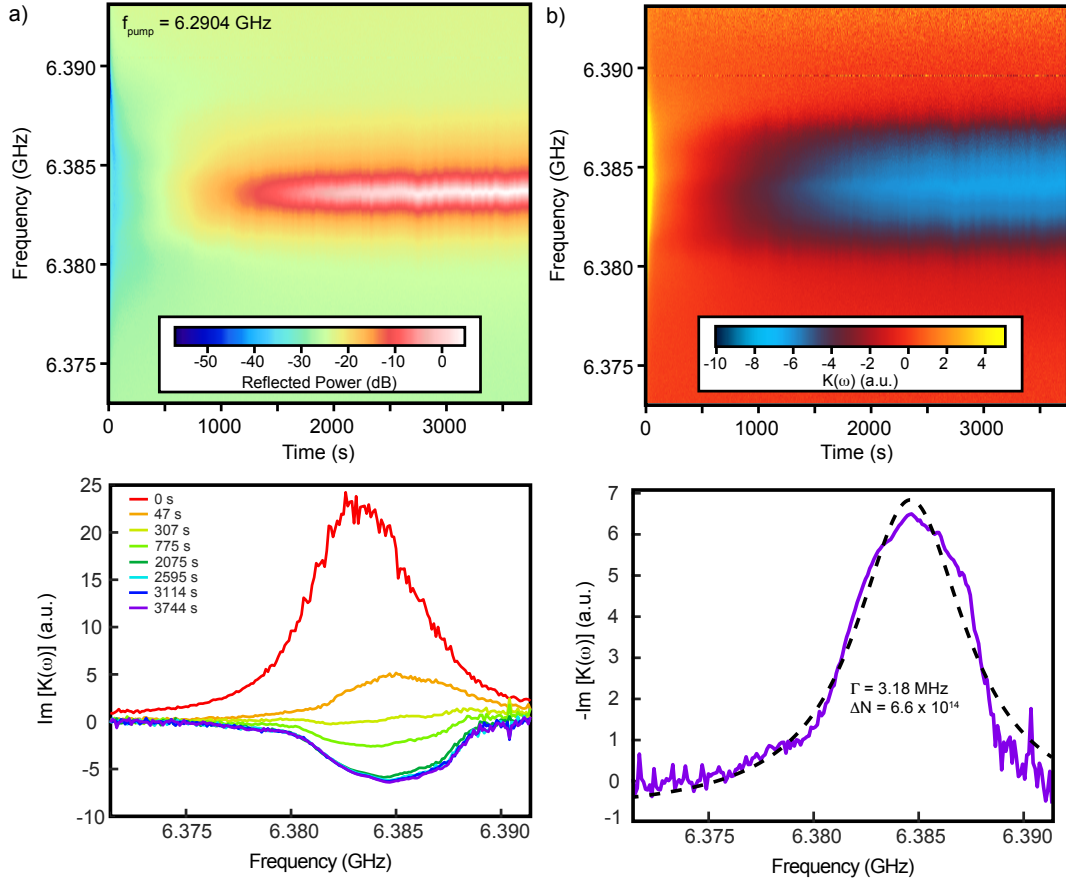 a)
f_pump = 6.2904 GHz
Frequency (GHz)
6.390
6.385
6.380
6.375
-50 -40 -30 -20 -10 0
Reflected Power (dB)
0 1000 2000 3000
Time (s)
b)
Frequency (GHz)
6.390
6.385
6.380
6.375
-10 -8 -6 -4 -2 0 2 4
K(ω) (a.u.)
0 1000 2000 3000
Time (s)
Im [K(ω)] (a.u.)
25
20
15
10
5
0
-5
-10
0 s
47 s
307 s
775 s
2075 s
2595 s
3114 s
3744 s
6.375 6.380 6.385 6.390
Frequency (GHz)
-Im [K(ω)] (a.u.)
7
6
5
4
3
2
1
0
-1
Γ = 3.18 MHz
ΔN = 6.6 x 10¹⁴
6.375 6.380 6.385 6.390
Frequency (GHz)